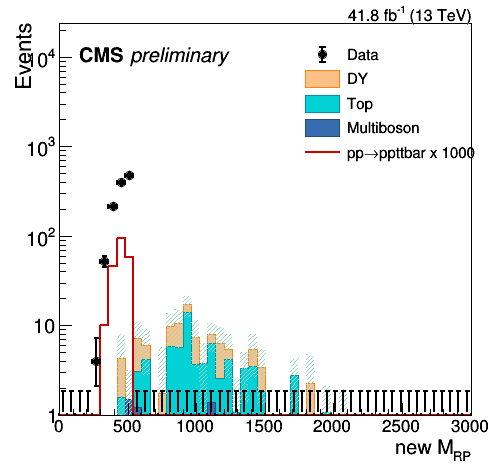 41.8 fb⁻¹ (13 TeV)
Events
CMS preliminary
Data
DY
Top
Multiboson
pp→ppttbar x 1000
10⁴
10³
10²
10
1
0 500 1000 1500 2000 2500 3000
new M_RP